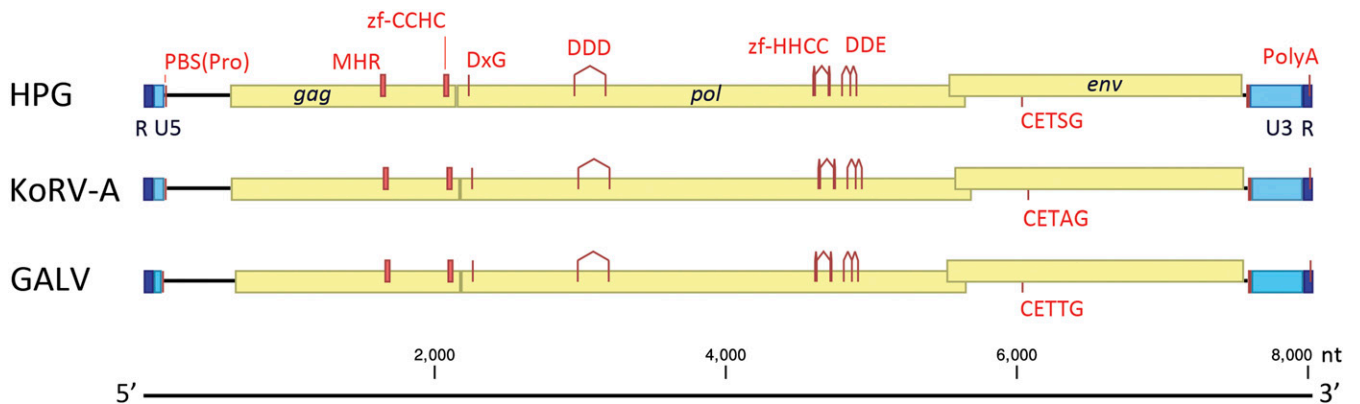 zf-CCHC
PBS(Pro) MHR DxG DDD zf-HHCC DDE PolyA
HPG gag pol env
R U5 CETSG U3 R
KoRV-A
CETAG
GALV
CETTG
2,000 4,000 6,000 8,000 nt
5’ 3’